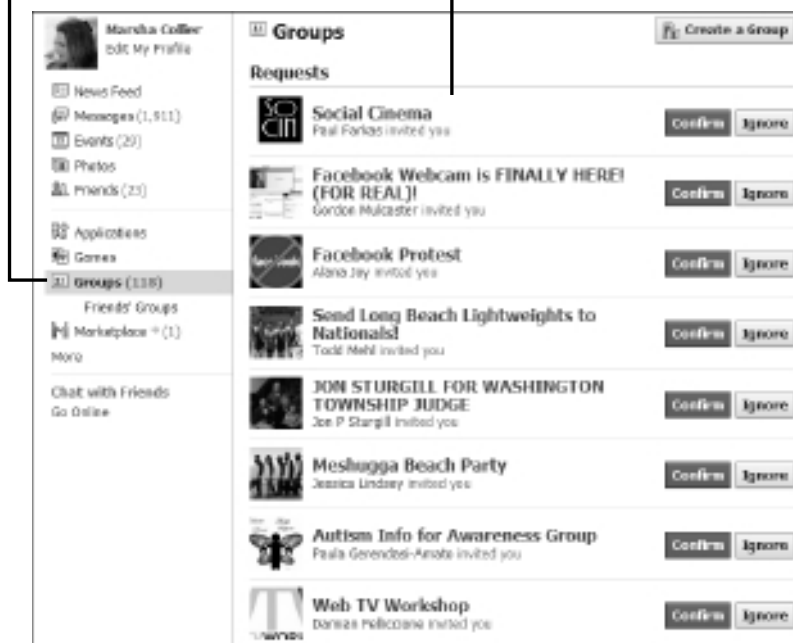 Marsha Collier
Edit My Profile
News Feed
Messages (1,911)
Events (29)
Photos
Friends (23)
Applications
Games
Groups (118)
Friends' Groups
Marketplace (1)
More
Chat with Friends
Go Online
Groups
Create a Group
Requests
SO
CIN
Social Cinema
Paul Farkas invited you
Confirm Ignore
Facebook Webcam is FINALLY HERE!
(FOR REAL)!
Gordon Mulcaster invited you
Confirm Ignore
Facebook Protest
Alana Joy invited you
Confirm Ignore
Send Long Beach Lightweights to
Nationals!
Todd Mehl invited you
Confirm Ignore
JON STURGILL FOR WASHINGTON
TOWNSHIP JUDGE
Jon P Sturgill invited you
Confirm Ignore
Meshugga Beach Party
Jessica Lindsey invited you
Confirm Ignore
Autism Info for Awareness Group
Paula Gerendasi-Amato invited you
Confirm Ignore
Web TV Workshop
Damian Pelliccione invited you
Confirm Ignore